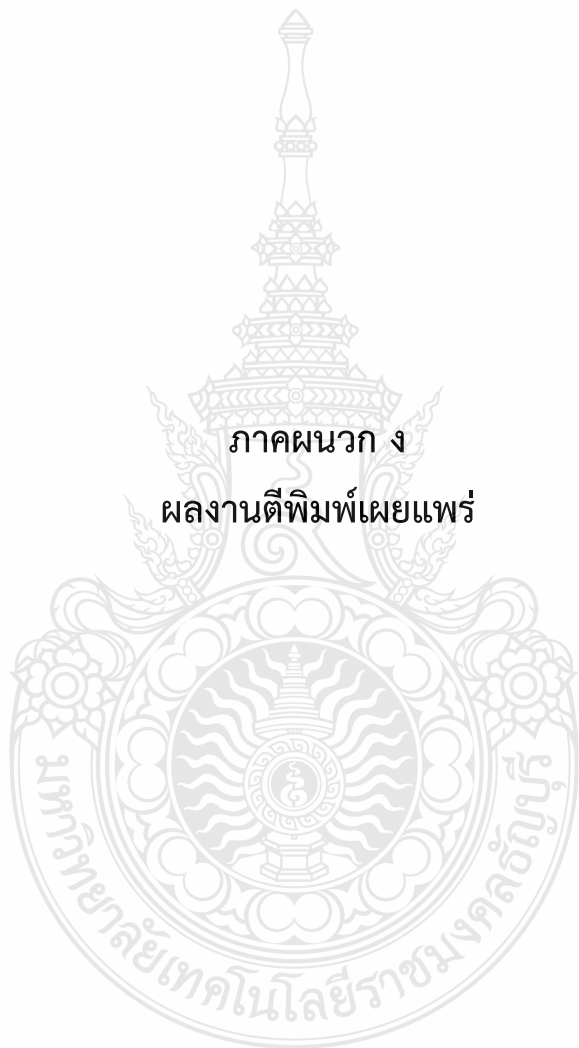 ภาคผนวก ง
ผลงานตีพิมพ์เผยแพร่
มหาวิทยาลัยเทคโนโลยีราชมงคลธัญบุรี